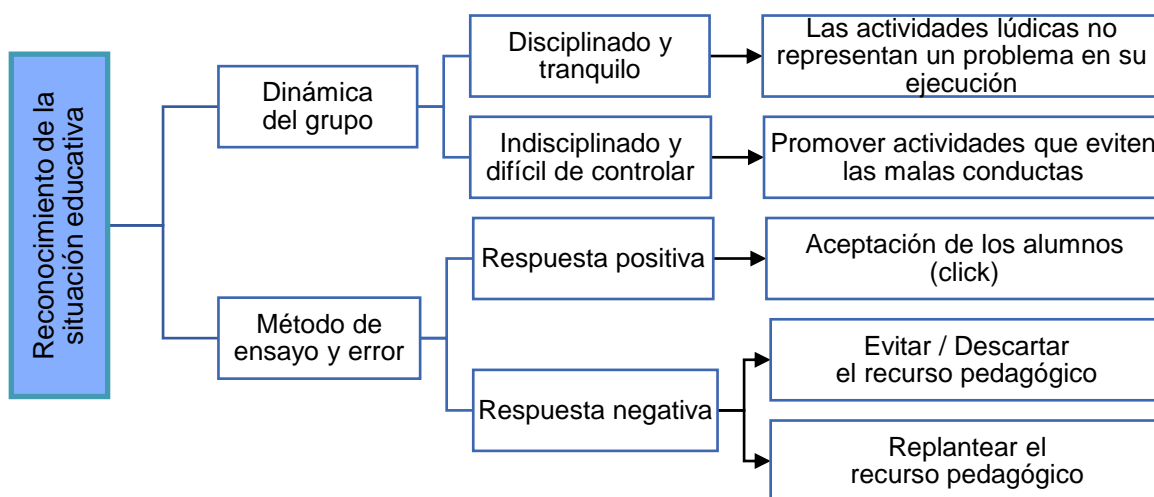 Reconocimiento de la
situación educativa
Dinámica
del grupo
Disciplinado y
tranquilo
Las actividades lúdicas no
representan un problema en su
ejecución
Indisciplinado y
difícil de controlar
Promover actividades que eviten
las malas conductas
Método de
ensayo y error
Respuesta positiva
Aceptación de los alumnos
(click)
Respuesta negativa
Evitar / Descartar
el recurso pedagógico
Replantear el
recurso pedagógico